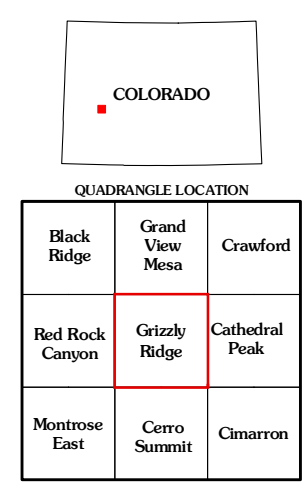 COLORADO
QUADRANGLE LOCATION
Black
Ridge
Grand
View
Mesa
Crawford
Red Rock
Canyon
Grizzly
Ridge
Cathedral
Peak
Montrose
East
Cerro
Summit
Cimarron